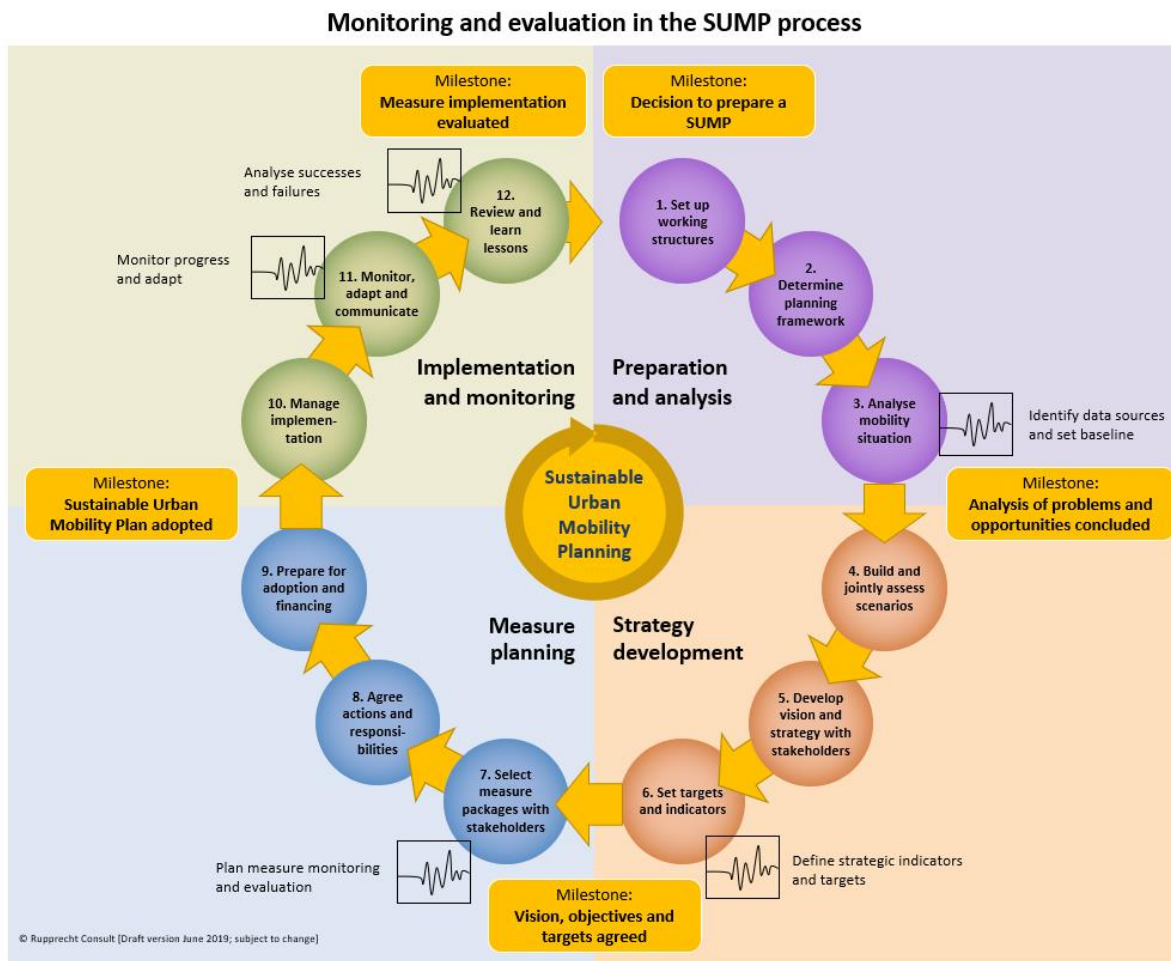 Monitoring and evaluation in the SUMP process
Milestone:
Measure implementation
evaluated
Milestone:
Decision to prepare a
SUMP
Analyse successes
and failures
12.
Review and
learn
lessons
1. Set up
working
structures
Monitor progress
and adapt
11. Monitor,
adapt and
communicate
2.
Determine
planning
framework
Implementation
and monitoring
Preparation
and analysis
10. Manage
implemen-
tation
3. Analyse
mobility
situation
Identify data sources
and set baseline
Milestone:
Sustainable Urban
Mobility Plan adopted
Sustainable
Urban
Mobility
Planning
Milestone:
Analysis of problems and
opportunities concluded
9. Prepare for
adoption and
financing
4. Build and
jointly assess
scenarios
Measure
planning
Strategy
development
8. Agree
actions and
responsi-
bilities
5. Develop
vision and
strategy with
stakeholders
7. Select
measure
packages with
stakeholders
6. Set targets
and indicators
Plan measure monitoring
and evaluation
Define strategic indicators
and targets
Milestone:
Vision, objectives and
targets agreed
© Rupprecht Consult [Draft version June 2019; subject to change]